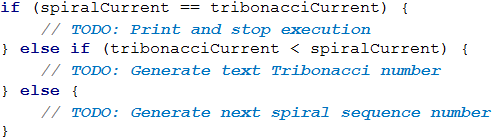 if (spiralCurrent == tribonacciCurrent) {
// TODO: Print and stop execution
} else if (tribonacciCurrent < spiralCurrent) {
// TODO: Generate text Tribonacci number
} else {
// TODO: Generate next spiral sequence number
}